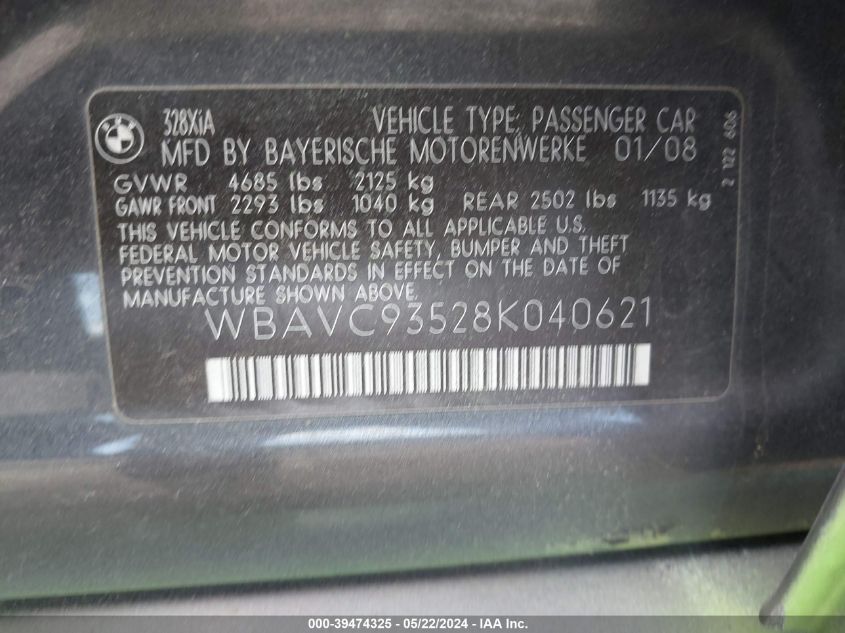 BMW
328XiA VEHICLE TYPE: PASSENGER CAR
MFD BY BAYERISCHE MOTORENWERKE 01/08
GVWR 4685 lbs 2125 kg
GAWR FRONT 2293 lbs 1040 kg REAR 2502 lbs 1135 kg
THIS VEHICLE CONFORMS TO ALL APPLICABLE U.S.
FEDERAL MOTOR VEHICLE SAFETY, BUMPER AND THEFT
PREVENTION STANDARDS IN EFFECT ON THE DATE OF
MANUFACTURE SHOWN ABOVE.
WBAVC93528K040621
2 122 606
000-39474325 - 05/22/2024 - IAA Inc.